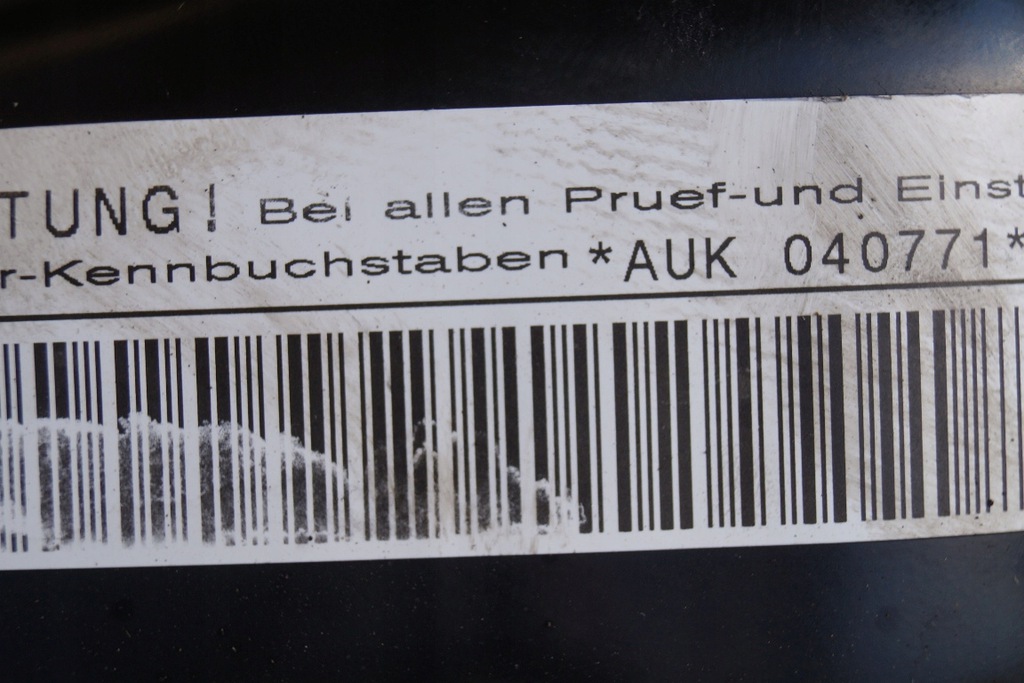 TUNG! Bei allen Pruef-und. Einst
r-Kennbuchstaben *AUK 040771*